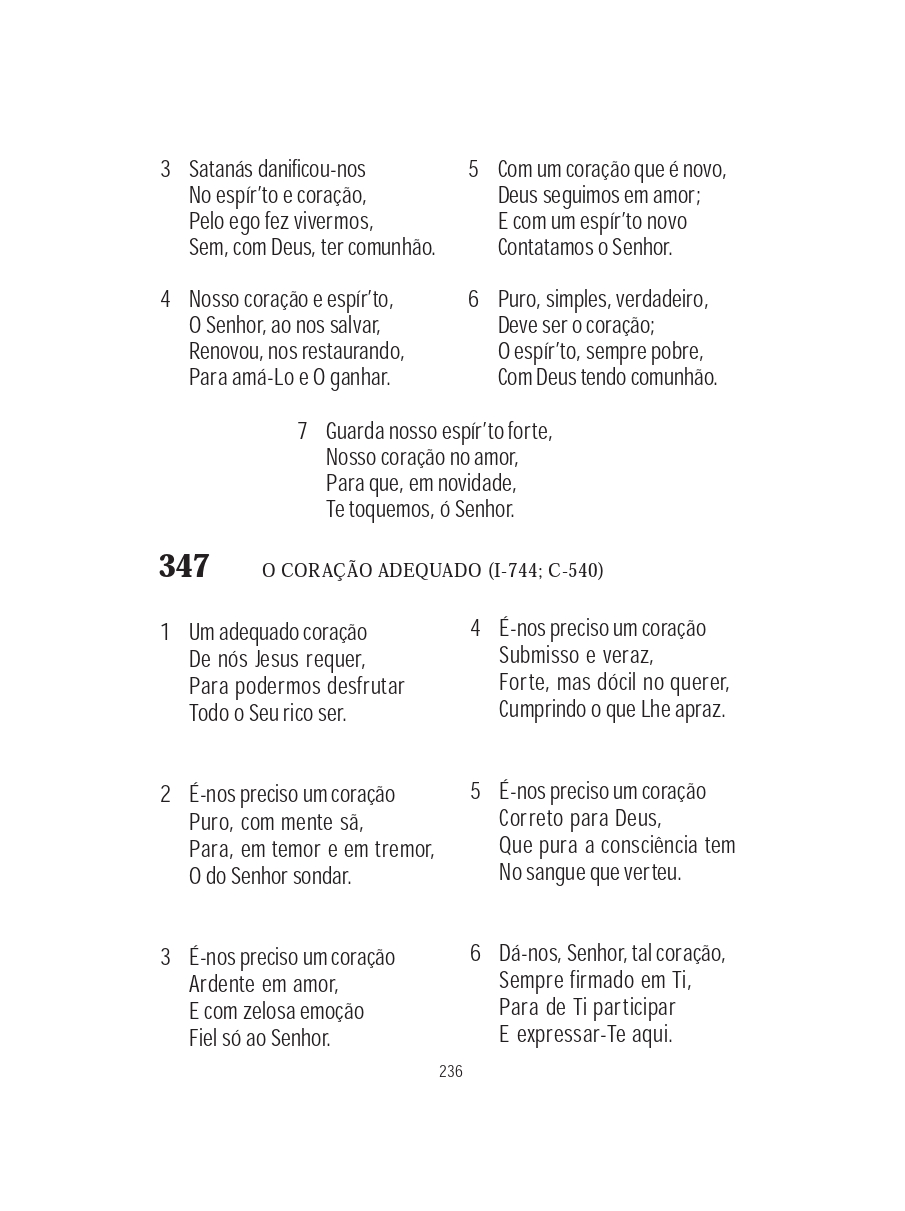 3 Satanás danificou-nos
No espír’to e coração,
Pelo ego fez vivermos,
Sem, com Deus, ter comunhão.
4 Nosso coração e espír’to,
O Senhor, ao nos salvar,
Renovou, nos restaurando,
Para amá-Lo e O ganhar.
5 Com um coração que é novo,
Deus seguimos em amor;
E com um espír’to novo
Contatamos o Senhor.
6 Puro, simples, verdadeiro,
Deve ser o coração;
O espír’to, sempre pobre,
Com Deus tendo comunhão.
7 Guarda nosso espír’to forte,
Nosso coração no amor,
Para que, em novidade,
Te toquemos, ó Senhor.
347 O CORAÇÃO ADEQUADO (I-744; C-540)
1 Um adequado coração
De nós Jesus requer,
Para podermos desfrutar
Todo o Seu rico ser.
2 É-nos preciso um coração
Puro, com mente sã,
Para, em temor e em tremor,
O do Senhor sondar.
3 É-nos preciso um coração
Ardente em amor,
E com zelosa emoção
Fiel só ao Senhor.
4 É-nos preciso um coração
Submisso e veraz,
Forte, mas dócil no querer,
Cumprindo o que Lhe apraz.
5 É-nos preciso um coração
Correto para Deus,
Que pura a consciência tem
No sangue que verteu.
6 Dá-nos, Senhor, tal coração,
Sempre firmado em Ti,
Para de Ti participar
E expressar-Te aqui.
236